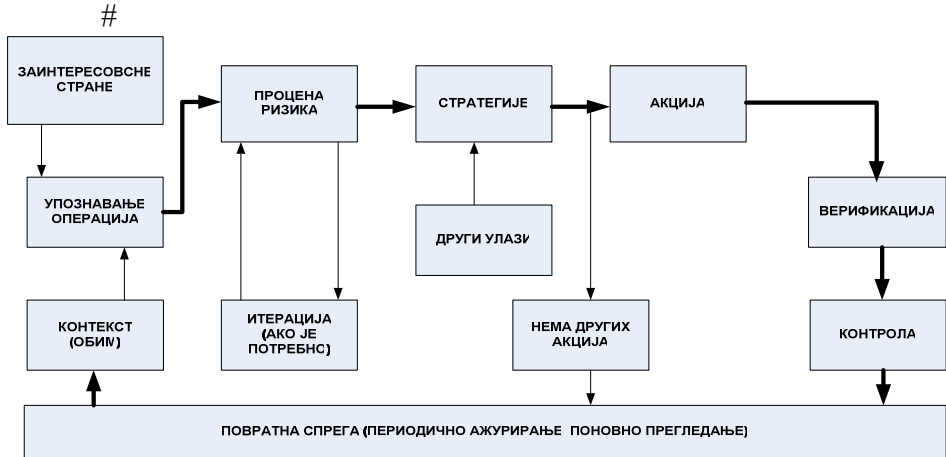 #
ЗАИНТЕРЕСОВСНЕ
СТРАНЕ
ПРОЦЕНА
РИЗИКА
СТРАТЕГИЈЕ
АКЦИЈА
УПОЗНАВАЊЕ
ОПЕРАЦИЈА
ДРУГИ УЛАЗИ
ВЕРИФИКАЦИЈА
КОНТЕКСТ
(ОБИМ)
ИТЕРАЦИЈА
(АКО ЈЕ
ПОТРЕБНО)
НЕМА ДРУГИХ
АКЦИЈА
КОНТРОЛА
ПОВРАТНА СПРЕГА (ПЕРИОДИЧНО АЖУРИРАЊЕ ПОНОВНО ПРЕГЛЕДАЊЕ)